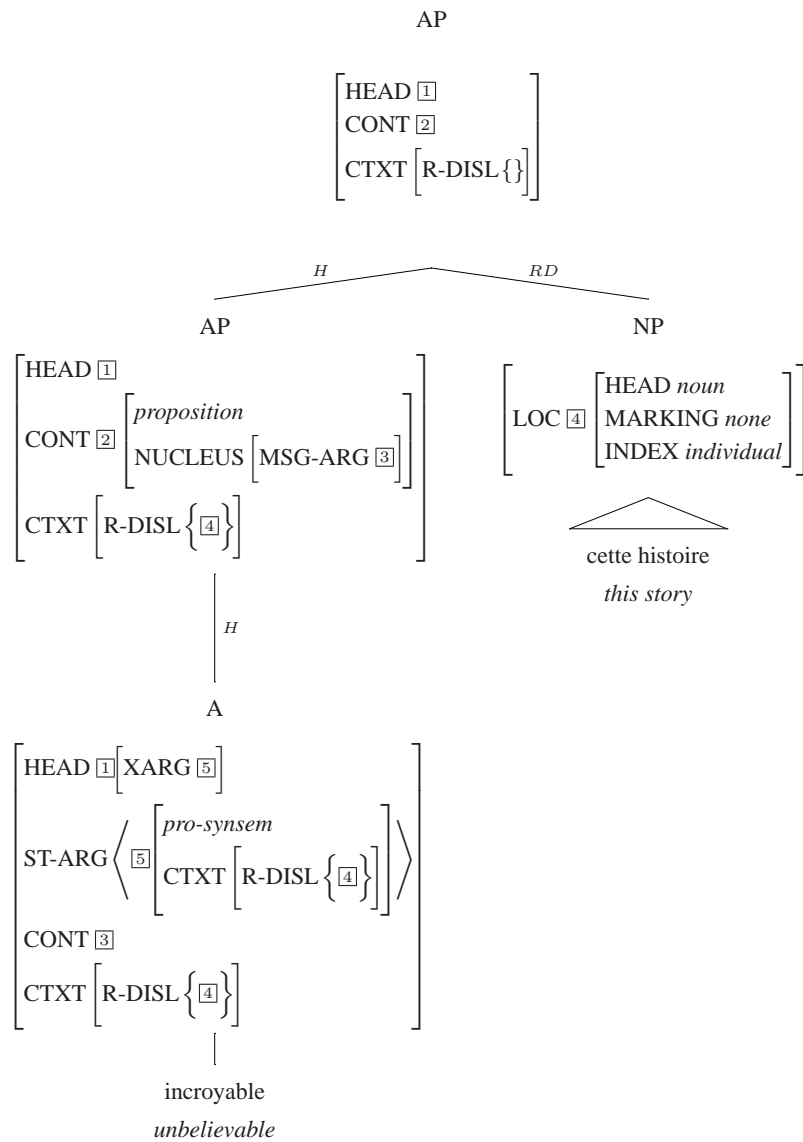 AP
HEAD 1
CONT 2
CTXT [R-DISL {}]
H RD
AP NP
HEAD 1
CONT 2 [proposition
NUCLEUS [MSG-ARG 3]]
CTXT [R-DISL {4}]
LOC 4 [HEAD noun
MARKING none
INDEX individual]
cette histoire
this story
H
A
HEAD 1 [XARG 5]
ST-ARG ⟨ 5 [pro-synsem
CTXT [R-DISL {4}]] ⟩
CONT 3
CTXT [R-DISL {4}]
incroyable
unbelievable